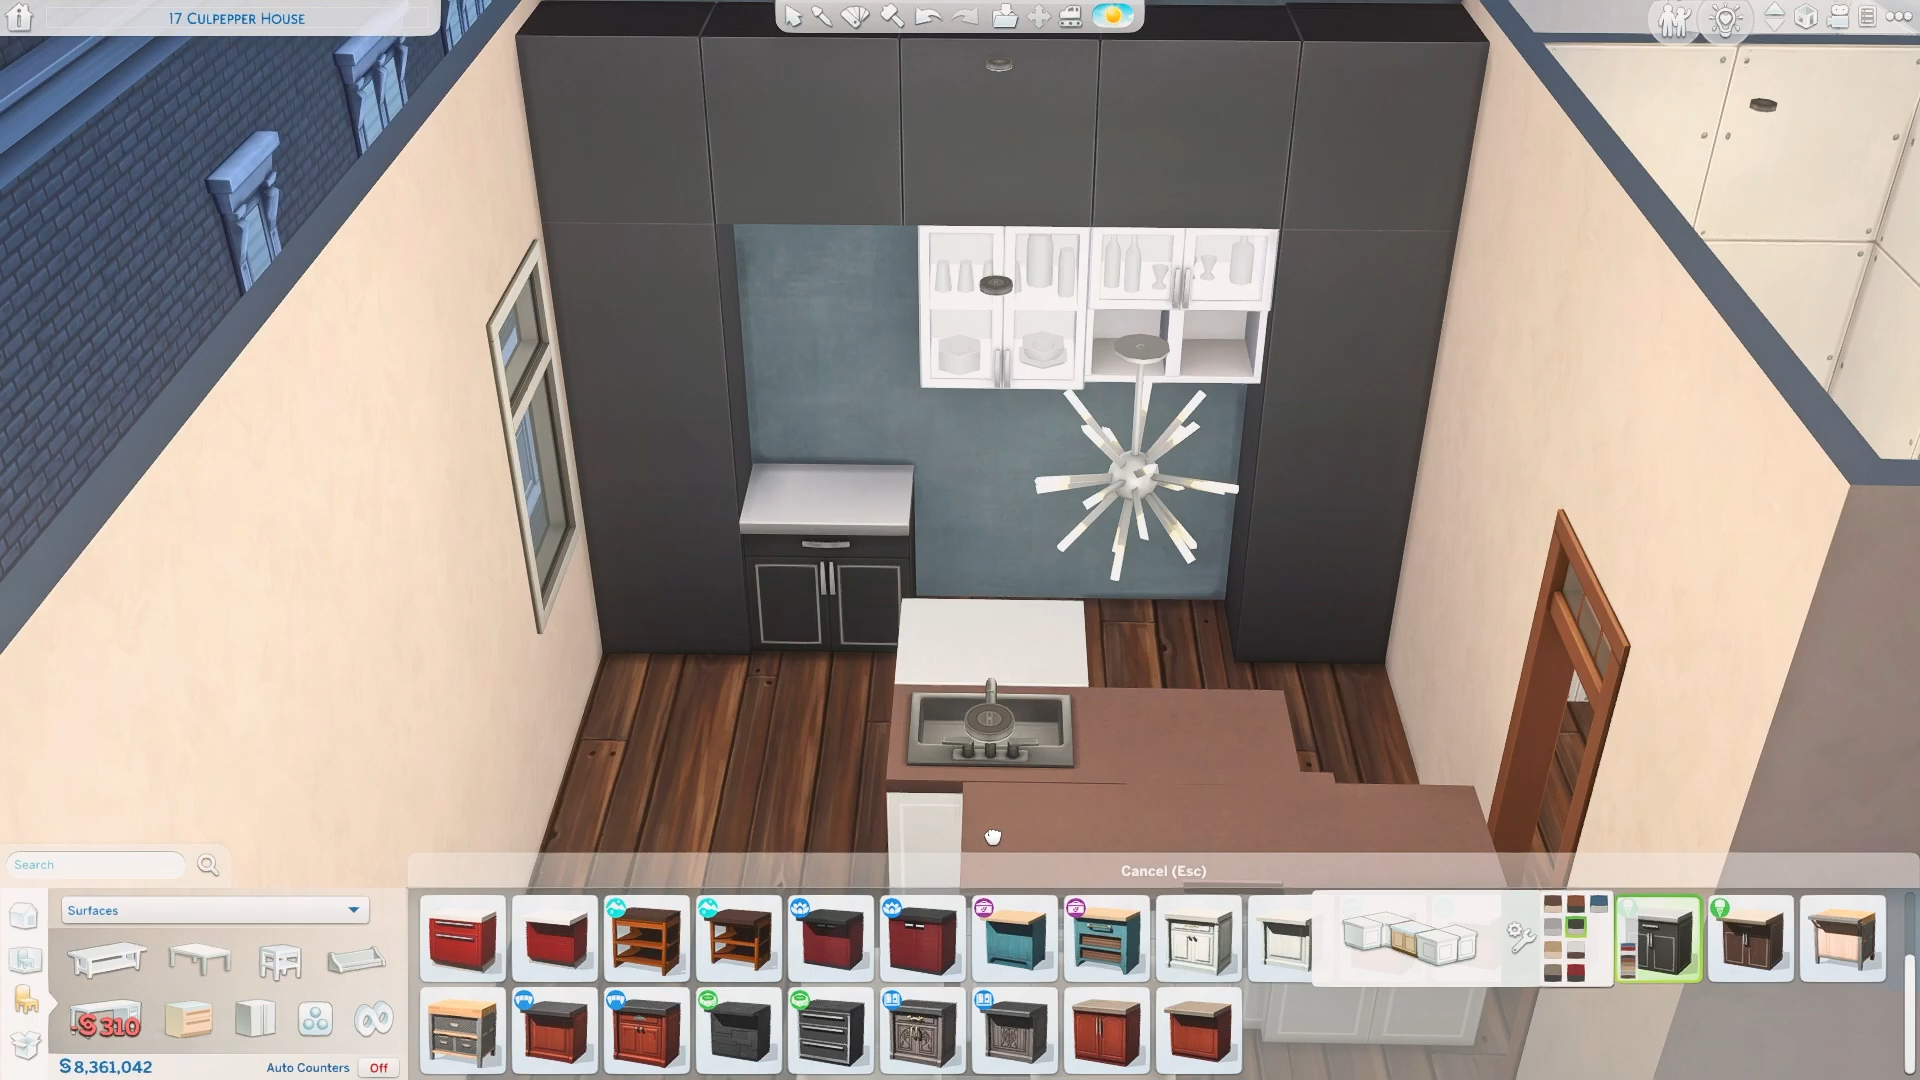 17 CULPEPPER HOUSE
Cancel (Esc)
Search
Surfaces
-§310
§8,361,042
Auto Counters Off